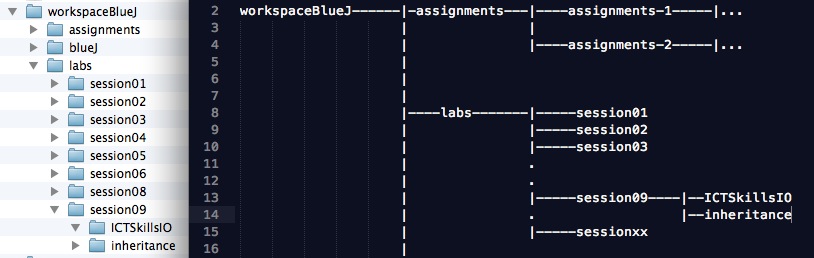 workspaceBlueJ
assignments
blueJ
labs
session01
session02
session03
session04
session05
session06
session08
session09
ICTSkillsIO
inheritance
2 workspaceBlueJ------|-assignments---|----assignments-1-----|...
3 | |
4 |----assignments-2-----|...
5 |
6 |
7 |
8 |----labs-------|-----session01
9 | |-----session02
10 | |-----session03
11 | .
12 | .
13 | |-----session09----|--ICTSkillsIO
14 | . |--inheritance
15 | |-----sessionxx
16 |